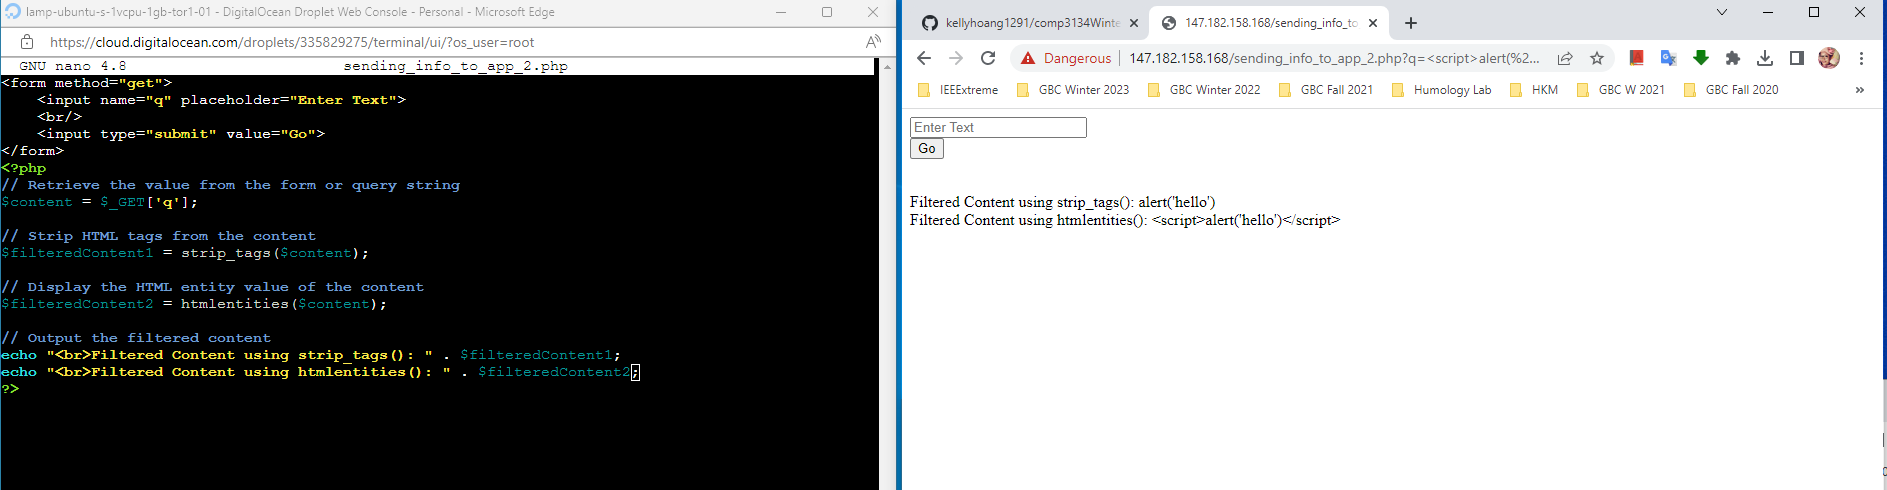 lamp-ubuntu-s-1vcpu-1gb-tor1-01 - DigitalOcean Droplet Web Console - Personal - Microsoft Edge
https://cloud.digitalocean.com/droplets/335829275/terminal/ui/?os_user=root
GNU nano 4.8 sending_info_to_app_2.php
<form method="get">
    <input name="q" placeholder="Enter Text">
    <br/>
    <input type="submit" value="Go">
</form>
<?php
// Retrieve the value from the form or query string
$content = $_GET['q'];
// Strip HTML tags from the content
$filteredContent1 = strip_tags($content);
// Display the HTML entity value of the content
$filteredContent2 = htmlentities($content);
// Output the filtered content
echo "<br>Filtered Content using strip_tags(): " . $filteredContent1;
echo "<br>Filtered Content using htmlentities(): " . $filteredContent2;
?>
kellyhoang1291/comp3134Winte
147.182.158.168/sending_info_to_
Dangerous 147.182.158.168/sending_info_to_app_2.php?q=<script>alert(%2...
IEEExtreme GBC Winter 2023 GBC Winter 2022 GBC Fall 2021 Humology Lab HKM GBC W 2021 GBC Fall 2020 »
Enter Text
Go
Filtered Content using strip_tags(): alert('hello')
Filtered Content using htmlentities(): <script>alert('hello')</script>